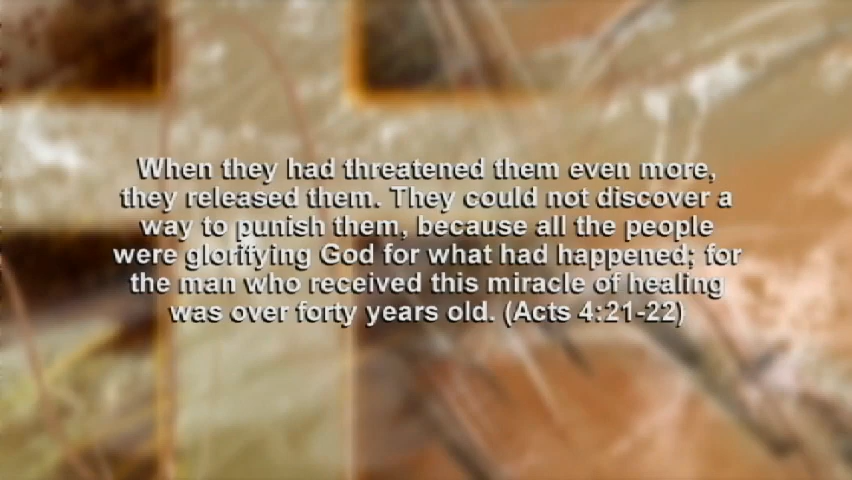 When they had threatened them even more,
they released them. They could not discover a
way to punish them, because all the people
were glorifying God for what had happened; for
the man who received this miracle of healing
was over forty years old. (Acts 4:21-22)